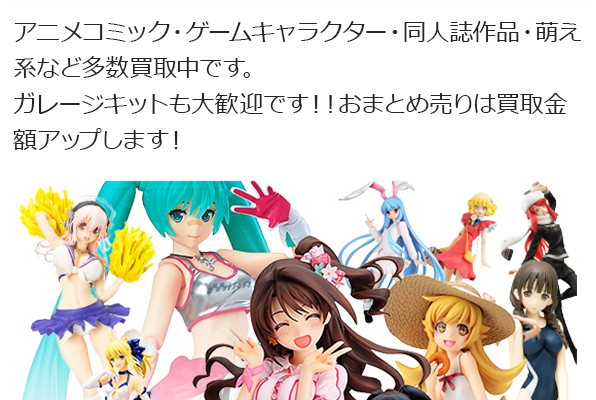 アニメコミック・ゲームキャラクター・同人誌作品・萌え
系など多数買取中です。
ガレージキットも大歓迎です！！おまとめ売りは買取金
額アップします！